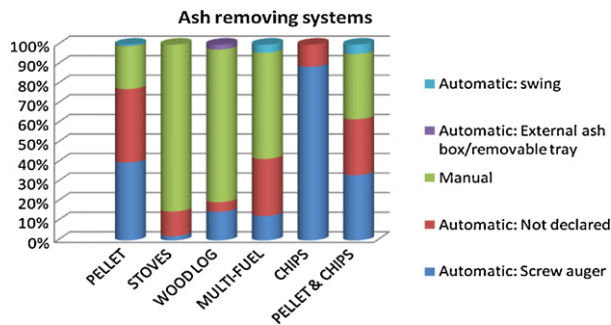 Ash removing systems
100%
90%
80%
70%
60%
50%
40%
30%
20%
10%
0%
PELLET
STOVES
WOOD LOG
MULTI-FUEL
CHIPS
PELLET & CHIPS
Automatic: swing
Automatic: External ash
box/removable tray
Manual
Automatic: Not declared
Automatic: Screw auger